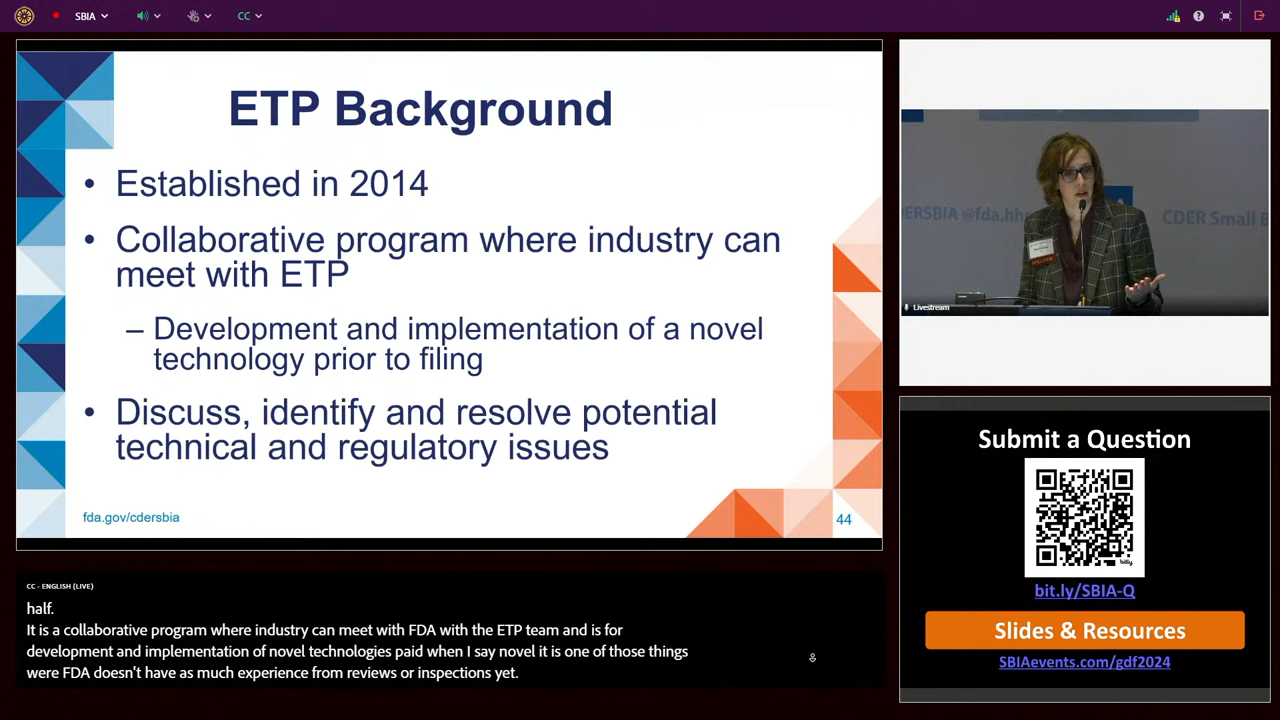 SBIA
CC
ETP Background
• Established in 2014
• Collaborative program where industry can
meet with ETP
– Development and implementation of a novel
technology prior to filing
• Discuss, identify and resolve potential
technical and regulatory issues
fda.gov/cdersbia
44
CC - ENGLISH (LIVE)
half.
It is a collaborative program where industry can meet with FDA with the ETP team and is for
development and implementation of novel technologies paid when I say novel it is one of those things
were FDA doesn't have as much experience from reviews or inspections yet.
CDERSBIA @fda.hh
CDER Small B
Livestream
Submit a Question
bitly
bit.ly/SBIA-Q
Slides & Resources
SBIAevents.com/gdf2024